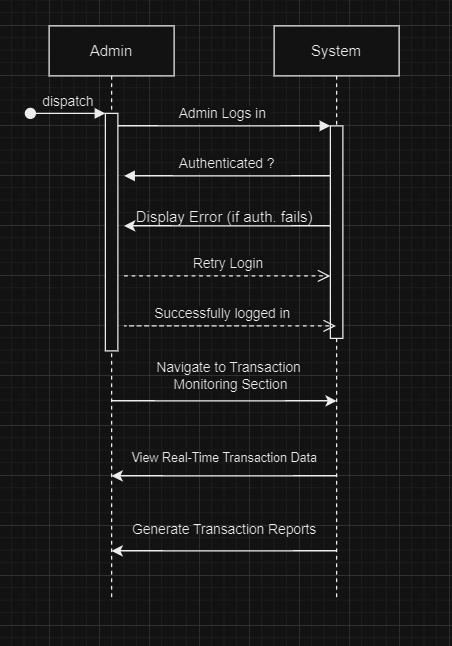 Admin
System
dispatch
Admin Logs in
Authenticated ?
Display Error (if auth. fails)
Retry Login
Successfully logged in
Navigate to Transaction
Monitoring Section
View Real-Time Transaction Data
Generate Transaction Reports